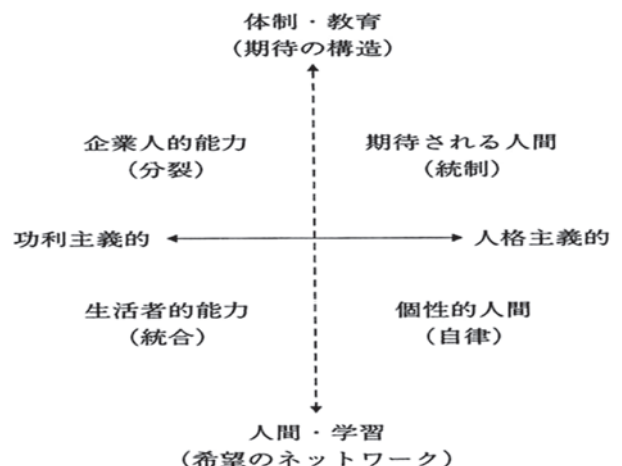 体制・教育
(期待の構造)
企業人的能力
(分裂)
期待される人間
(統制)
功利主義的
人格主義的
生活者的能力
(統合)
個性的人間
(自律)
人間・学習
(希望のネットワーク)